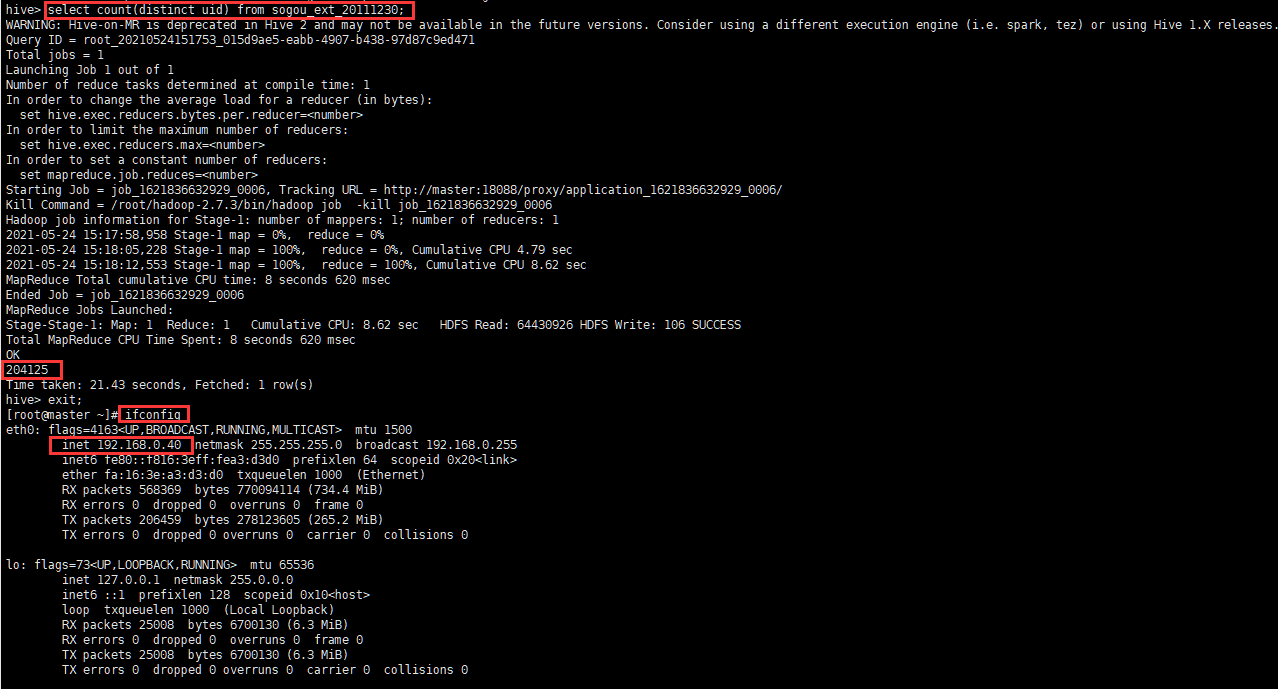 hive> select count(distinct uid) from sogou_ext_20111230;
WARNING: Hive-on-MR is deprecated in Hive 2 and may not be available in the future versions. Consider using a different execution engine (i.e. spark, tez) or using Hive 1.X releases.
Query ID = root_20210524151753_015d9ae5-eabb-4907-b438-97d87c9ed471
Total jobs = 1
Launching Job 1 out of 1
Number of reduce tasks determined at compile time: 1
In order to change the average load for a reducer (in bytes):
  set hive.exec.reducers.bytes.per.reducer=<number>
In order to limit the maximum number of reducers:
  set hive.exec.reducers.max=<number>
In order to set a constant number of reducers:
  set mapreduce.job.reduces=<number>
Starting Job = job_1621836632929_0006, Tracking URL = http://master:18088/proxy/application_1621836632929_0006/
Kill Command = /root/hadoop-2.7.3/bin/hadoop job  -kill job_1621836632929_0006
Hadoop job information for Stage-1: number of mappers: 1; number of reducers: 1
2021-05-24 15:17:58,958 Stage-1 map = 0%,  reduce = 0%
2021-05-24 15:18:05,228 Stage-1 map = 100%,  reduce = 0%, Cumulative CPU 4.79 sec
2021-05-24 15:18:12,553 Stage-1 map = 100%,  reduce = 100%, Cumulative CPU 8.62 sec
MapReduce Total cumulative CPU time: 8 seconds 620 msec
Ended Job = job_1621836632929_0006
MapReduce Jobs Launched:
Stage-Stage-1: Map: 1  Reduce: 1   Cumulative CPU: 8.62 sec   HDFS Read: 64430926 HDFS Write: 106 SUCCESS
Total MapReduce CPU Time Spent: 8 seconds 620 msec
OK
204125
Time taken: 21.43 seconds, Fetched: 1 row(s)
hive> exit;
[root@master ~]# ifconfig
eth0: flags=4163<UP,BROADCAST,RUNNING,MULTICAST>  mtu 1500
        inet 192.168.0.40  netmask 255.255.255.0  broadcast 192.168.0.255
        inet6 fe80::f816:3eff:fea3:d3d0  prefixlen 64  scopeid 0x20<link>
        ether fa:16:3e:a3:d3:d0  txqueuelen 1000  (Ethernet)
        RX packets 568369  bytes 770094114 (734.4 MiB)
        RX errors 0  dropped 0  overruns 0  frame 0
        TX packets 206459  bytes 278123605 (265.2 MiB)
        TX errors 0  dropped 0 overruns 0  carrier 0  collisions 0
lo: flags=73<UP,LOOPBACK,RUNNING>  mtu 65536
        inet 127.0.0.1  netmask 255.0.0.0
        inet6 ::1  prefixlen 128  scopeid 0x10<host>
        loop  txqueuelen 1000  (Local Loopback)
        RX packets 25008  bytes 6700130 (6.3 MiB)
        RX errors 0  dropped 0  overruns 0  frame 0
        TX packets 25008  bytes 6700130 (6.3 MiB)
        TX errors 0  dropped 0 overruns 0  carrier 0  collisions 0